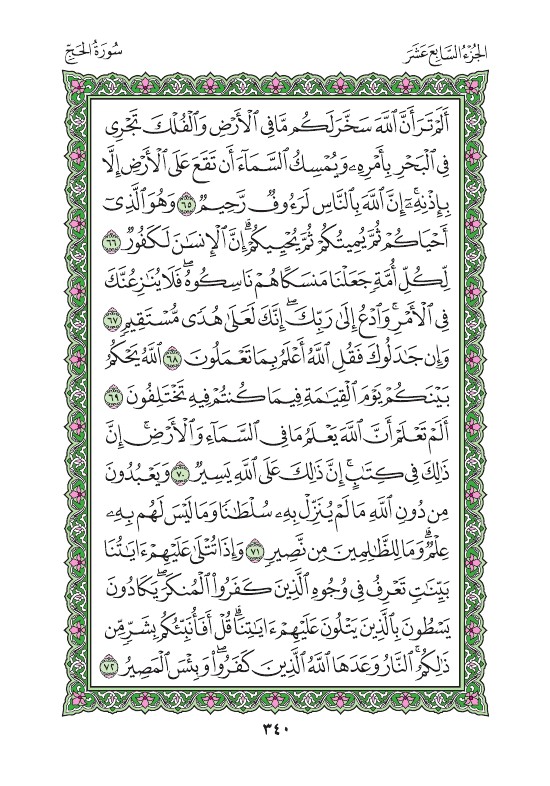 سُورَةُ الحَجِّ
الجُزْءُ السَّابِعَ عَشَرَ
أَلَمْ تَرَ أَنَّ ٱللَّهَ سَخَّرَ لَكُم مَّا فِى ٱلْأَرْضِ وَٱلْفُلْكَ تَجْرِى
فِى ٱلْبَحْرِ بِأَمْرِهِۦ وَيُمْسِكُ ٱلسَّمَآءَ أَن تَقَعَ عَلَى ٱلْأَرْضِ إِلَّا
بِإِذْنِهِۦٓ ۗ إِنَّ ٱللَّهَ بِٱلنَّاسِ لَرَءُوفٌ رَّحِيمٌ ٦٥ وَهُوَ ٱلَّذِىٓ
أَحْيَاكُمْ ثُمَّ يُمِيتُكُمْ ثُمَّ يُحْيِيكُمْ ۗ إِنَّ ٱلْإِنسَٰنَ لَكَفُورٌ ٦٦
لِّكُلِّ أُمَّةٍ جَعَلْنَا مَنسَكًا هُمْ نَاسِكُوهُ ۖ فَلَا يُنَٰزِعُنَّكَ
فِى ٱلْأَمْرِ ۚ وَٱدْعُ إِلَىٰ رَبِّكَ ۖ إِنَّكَ لَعَلَىٰ هُدًى مُّسْتَقِيمٍ ٦٧
وَإِن جَٰدَلُوكَ فَقُلِ ٱللَّهُ أَعْلَمُ بِمَا تَعْمَلُونَ ٦٨ ٱللَّهُ يَحْكُمُ
بَيْنَكُمْ يَوْمَ ٱلْقِيَٰمَةِ فِيمَا كُنتُمْ فِيهِ تَخْتَلِفُونَ ٦٩
أَلَمْ تَعْلَمْ أَنَّ ٱللَّهَ يَعْلَمُ مَا فِى ٱلسَّمَآءِ وَٱلْأَرْضِ ۗ إِنَّ
ذَٰلِكَ فِى كِتَٰبٍ ۚ إِنَّ ذَٰلِكَ عَلَى ٱللَّهِ يَسِيرٌ ٧٠ وَيَعْبُدُونَ
مِن دُونِ ٱللَّهِ مَا لَمْ يُنَزِّلْ بِهِۦ سُلْطَٰنًا وَمَا لَيْسَ لَهُم بِهِۦ
عِلْمٌ ۗ وَمَا لِلظَّٰلِمِينَ مِن نَّصِيرٍ ٧١ وَإِذَا تُتْلَىٰ عَلَيْهِمْ ءَايَٰتُنَا
بَيِّنَٰتٍ تَعْرِفُ فِى وُجُوهِ ٱلَّذِينَ كَفَرُوا۟ ٱلْمُنكَرَ ۖ يَكَادُونَ
يَسْطُونَ بِٱلَّذِينَ يَتْلُونَ عَلَيْهِمْ ءَايَٰتِنَا ۗ قُلْ أَفَأُنَبِّئُكُم بِشَرٍّ مِّن
ذَٰلِكُمُ ۗ ٱلنَّارُ وَعَدَهَا ٱللَّهُ ٱلَّذِينَ كَفَرُوا۟ ۖ وَبِئْسَ ٱلْمَصِيرُ ٧٢
٣٤٠